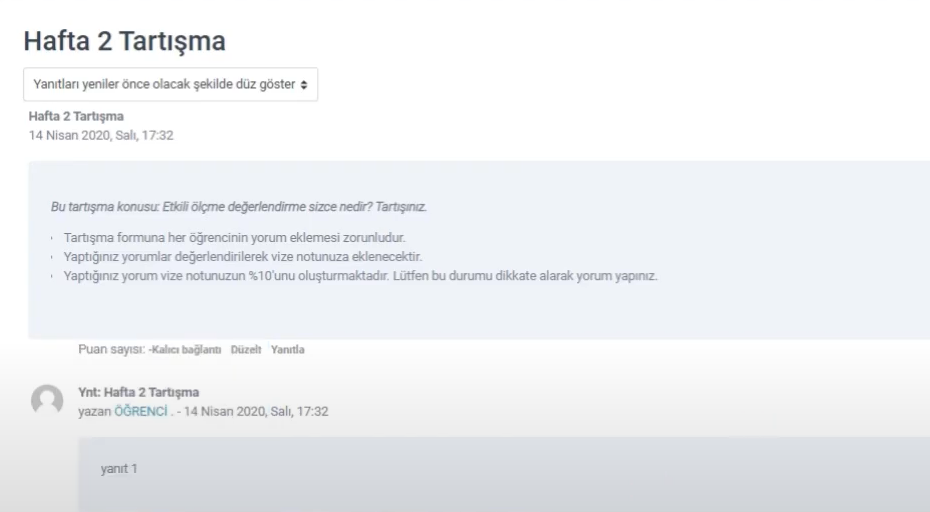 Hafta 2 Tartışma
Yanıtları yeniler önce olacak şekilde düz göster
Hafta 2 Tartışma
14 Nisan 2020, Salı, 17:32
Bu tartışma konusu: Etkili ölçme değerlendirme sizce nedir? Tartışınız.
Tartışma formuna her öğrencinin yorum eklemesi zorunludur.
Yaptığınız yorumlar değerlendirilerek vize notunuza eklenecektir.
Yaptığınız yorum vize notunuzun %10'unu oluşturmaktadır. Lütfen bu durumu dikkate alarak yorum yapınız.
Puan sayısı: -Kalıcı bağlantı Düzelt Yanıtla
Ynt: Hafta 2 Tartışma
yazan ÖĞRENCİ . - 14 Nisan 2020, Salı, 17:32
yanıt 1